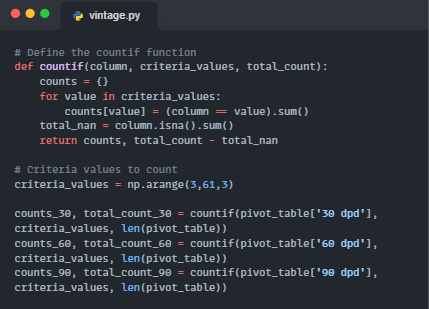 vintage.py
# Define the countif function
def countif(column, criteria_values, total_count):
    counts = {}
    for value in criteria_values:
        counts[value] = (column == value).sum()
    total_nan = column.isna().sum()
    return counts, total_count - total_nan
# Criteria values to count
criteria_values = np.arange(3,61,3)
counts_30, total_count_30 = countif(pivot_table['30 dpd'],
criteria_values, len(pivot_table))
counts_60, total_count_60 = countif(pivot_table['60 dpd'],
criteria_values, len(pivot_table))
counts_90, total_count_90 = countif(pivot_table['90 dpd'],
criteria_values, len(pivot_table))